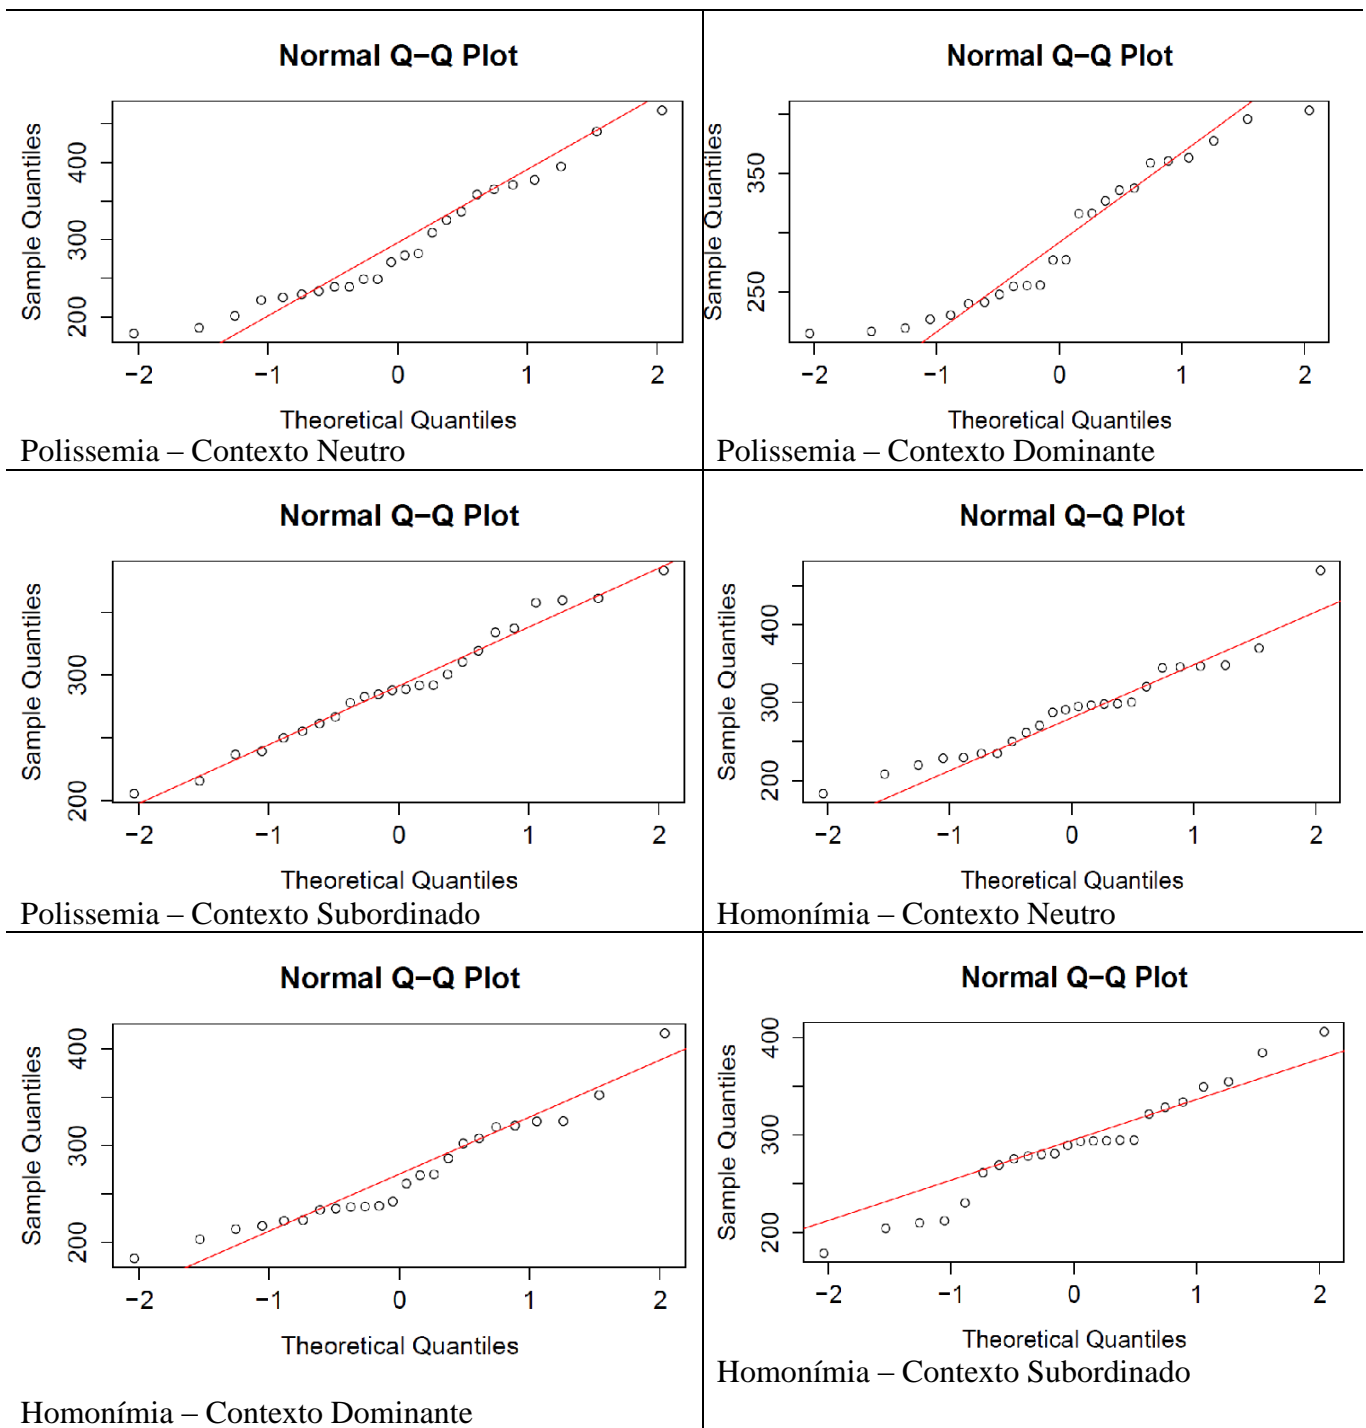 Normal Q−Q Plot
Sample Quantiles
200 300 400
−2 −1 0 1 2
Theoretical Quantiles
Polissemia – Contexto Neutro
Normal Q−Q Plot
Sample Quantiles
250 350
−2 −1 0 1 2
Theoretical Quantiles
Polissemia – Contexto Dominante
Normal Q−Q Plot
Sample Quantiles
200 300
−2 −1 0 1 2
Theoretical Quantiles
Polissemia – Contexto Subordinado
Normal Q−Q Plot
Sample Quantiles
200 300 400
−2 −1 0 1 2
Theoretical Quantiles
Homonímia – Contexto Neutro
Normal Q−Q Plot
Sample Quantiles
200 300 400
−2 −1 0 1 2
Theoretical Quantiles
Homonímia – Contexto Dominante
Normal Q−Q Plot
Sample Quantiles
200 300 400
−2 −1 0 1 2
Theoretical Quantiles
Homonímia – Contexto Subordinado